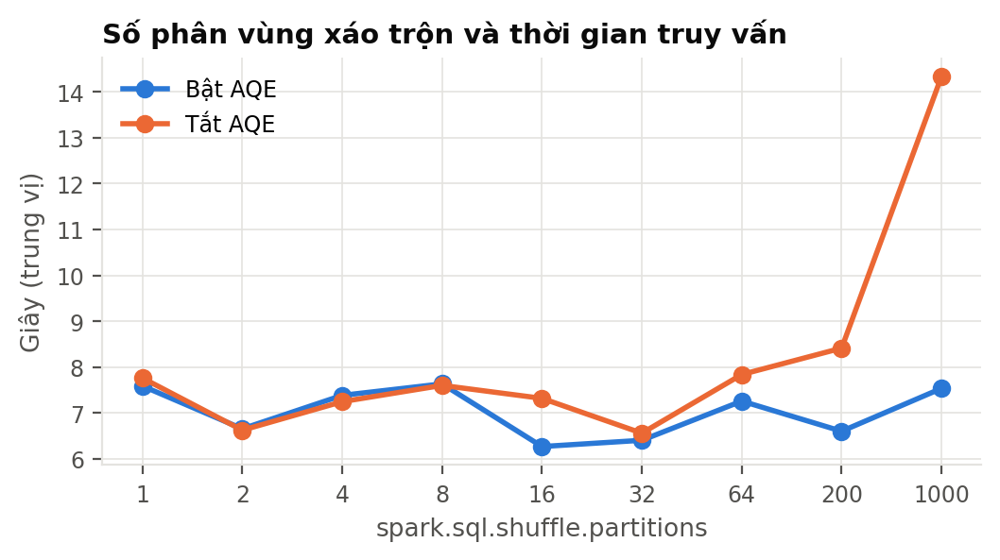 Số phân vùng xáo trộn và thời gian truy vấn
Bật AQE
Tắt AQE
Giây (trung vị)
14
13
12
11
10
9
8
7
6
1 2 4 8 16 32 64 200 1000
spark.sql.shuffle.partitions